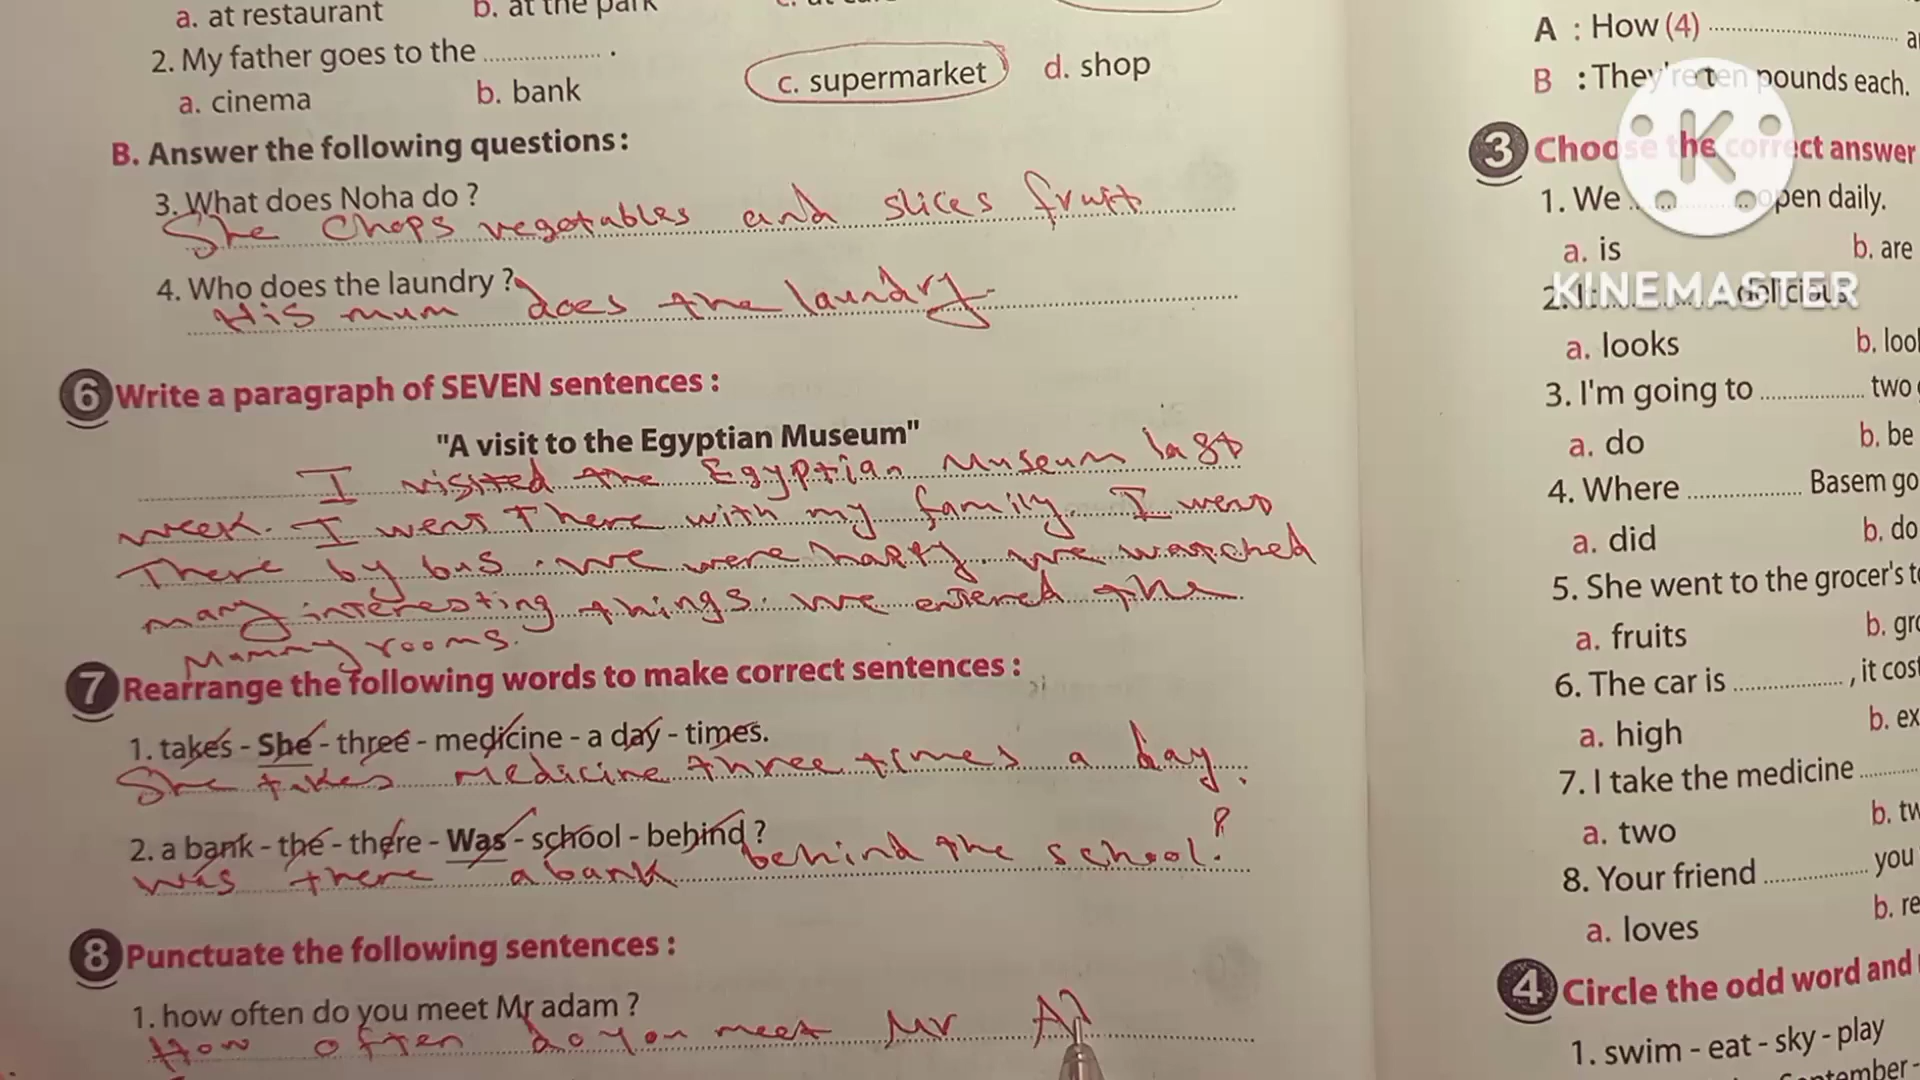 a. at restaurant b. at the park
2. My father goes to the .................. .
a. cinema b. bank c. supermarket d. shop
B. Answer the following questions:
3. What does Noha do ?
She Chops vegetables and slices fruit
4. Who does the laundry ?
His mum does the laundry
6 Write a paragraph of SEVEN sentences :
"A visit to the Egyptian Museum"
I visited the Egyptian Museum last
week. I went There with my family. I went
There by bus. we were happy. we watched
many interesting things. we entered the
Mummy rooms.
7 Rearrange the following words to make correct sentences :
1. takes - She - three - medicine - a day - times.
She takes medicine three times a day.
2. a bank - the - there - Was - school - behind ?
was there a bank behind the school?
8 Punctuate the following sentences :
1. how often do you meet Mr adam ?
How often do you meet Mr
A : How (4) ..................
B : They're ten pounds each.
3 Choose the correct answer
1. We .......... open daily.
a. is b. are
2. .......... delicious.
a. looks
3. I'm going to .................. two
a. do b. be
4. Where .................. Basem go
a. did b. do
5. She went to the grocer's
a. fruits
6. The car is .................. , it
a. high
7. I take the medicine ..........
a. two
8. Your friend .................. you
a. loves
4 Circle the odd word and
1. swim - eat - sky - play
KINEMASTER